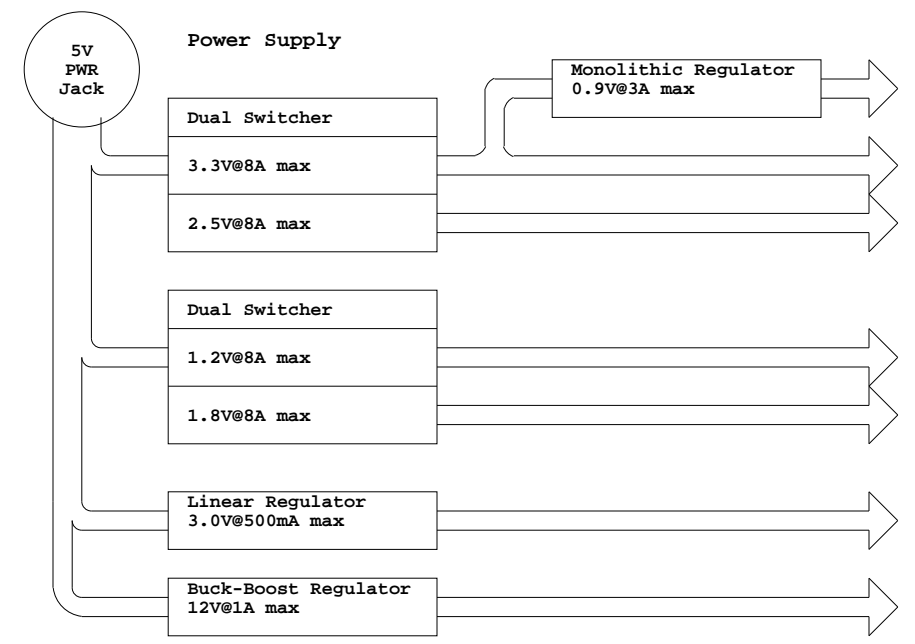 5V
PWR
Jack
Power Supply
Monolithic Regulator
0.9V@3A max
Dual Switcher
3.3V@8A max
2.5V@8A max
Dual Switcher
1.2V@8A max
1.8V@8A max
Linear Regulator
3.0V@500mA max
Buck-Boost Regulator
12V@1A max